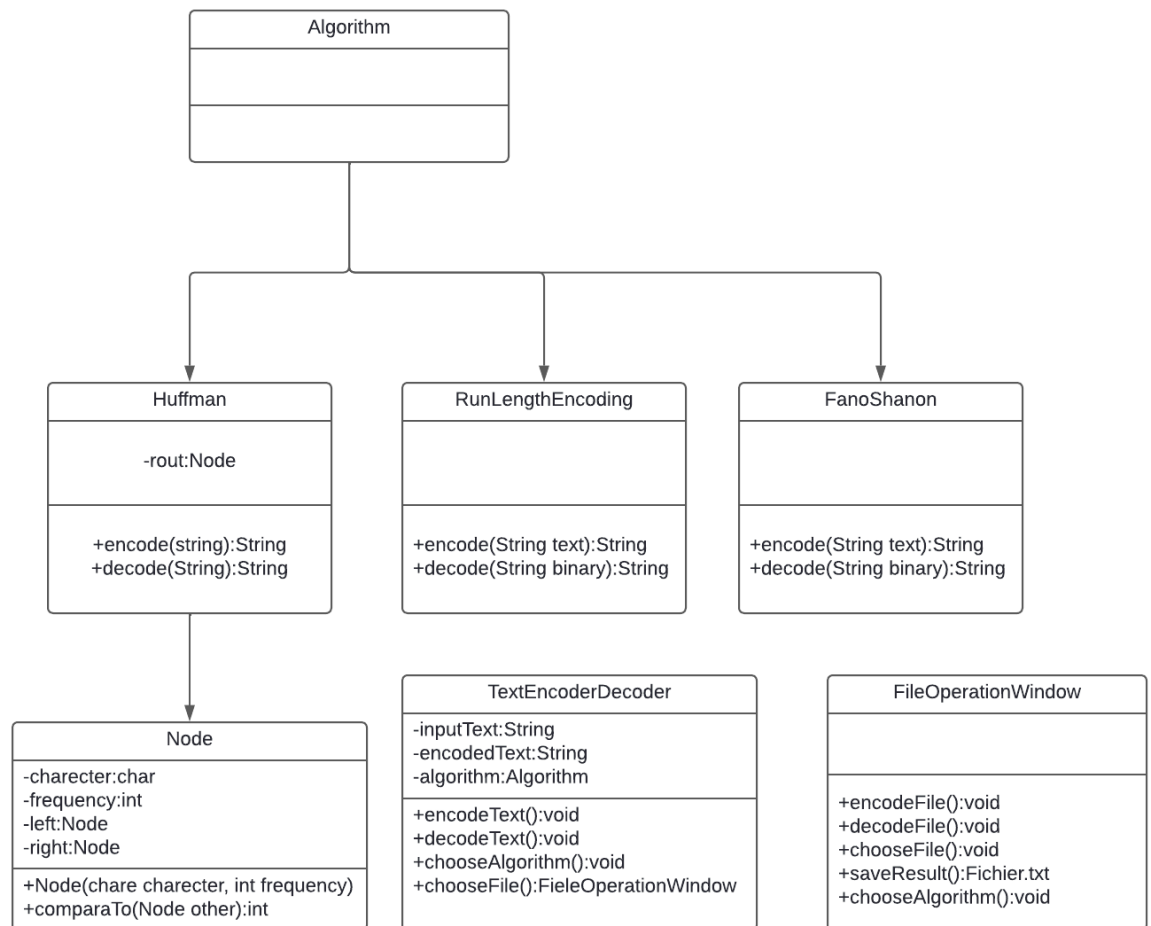 Algorithm
Huffman
-rout:Node
+encode(string):String
+decode(String):String
RunLengthEncoding
+encode(String text):String
+decode(String binary):String
FanoShanon
+encode(String text):String
+decode(String binary):String
Node
-charecter:char
-frequency:int
-left:Node
-right:Node
+Node(chare charecter, int frequency)
+comparaTo(Node other):int
TextEncoderDecoder
-inputText:String
-encodedText:String
-algorithm:Algorithm
+encodeText():void
+decodeText():void
+chooseAlgorithm():void
+chooseFile():FieleOperationWindow
FileOperationWindow
+encodeFile():void
+decodeFile():void
+chooseFile():void
+saveResult():Fichier.txt
+chooseAlgorithm():void